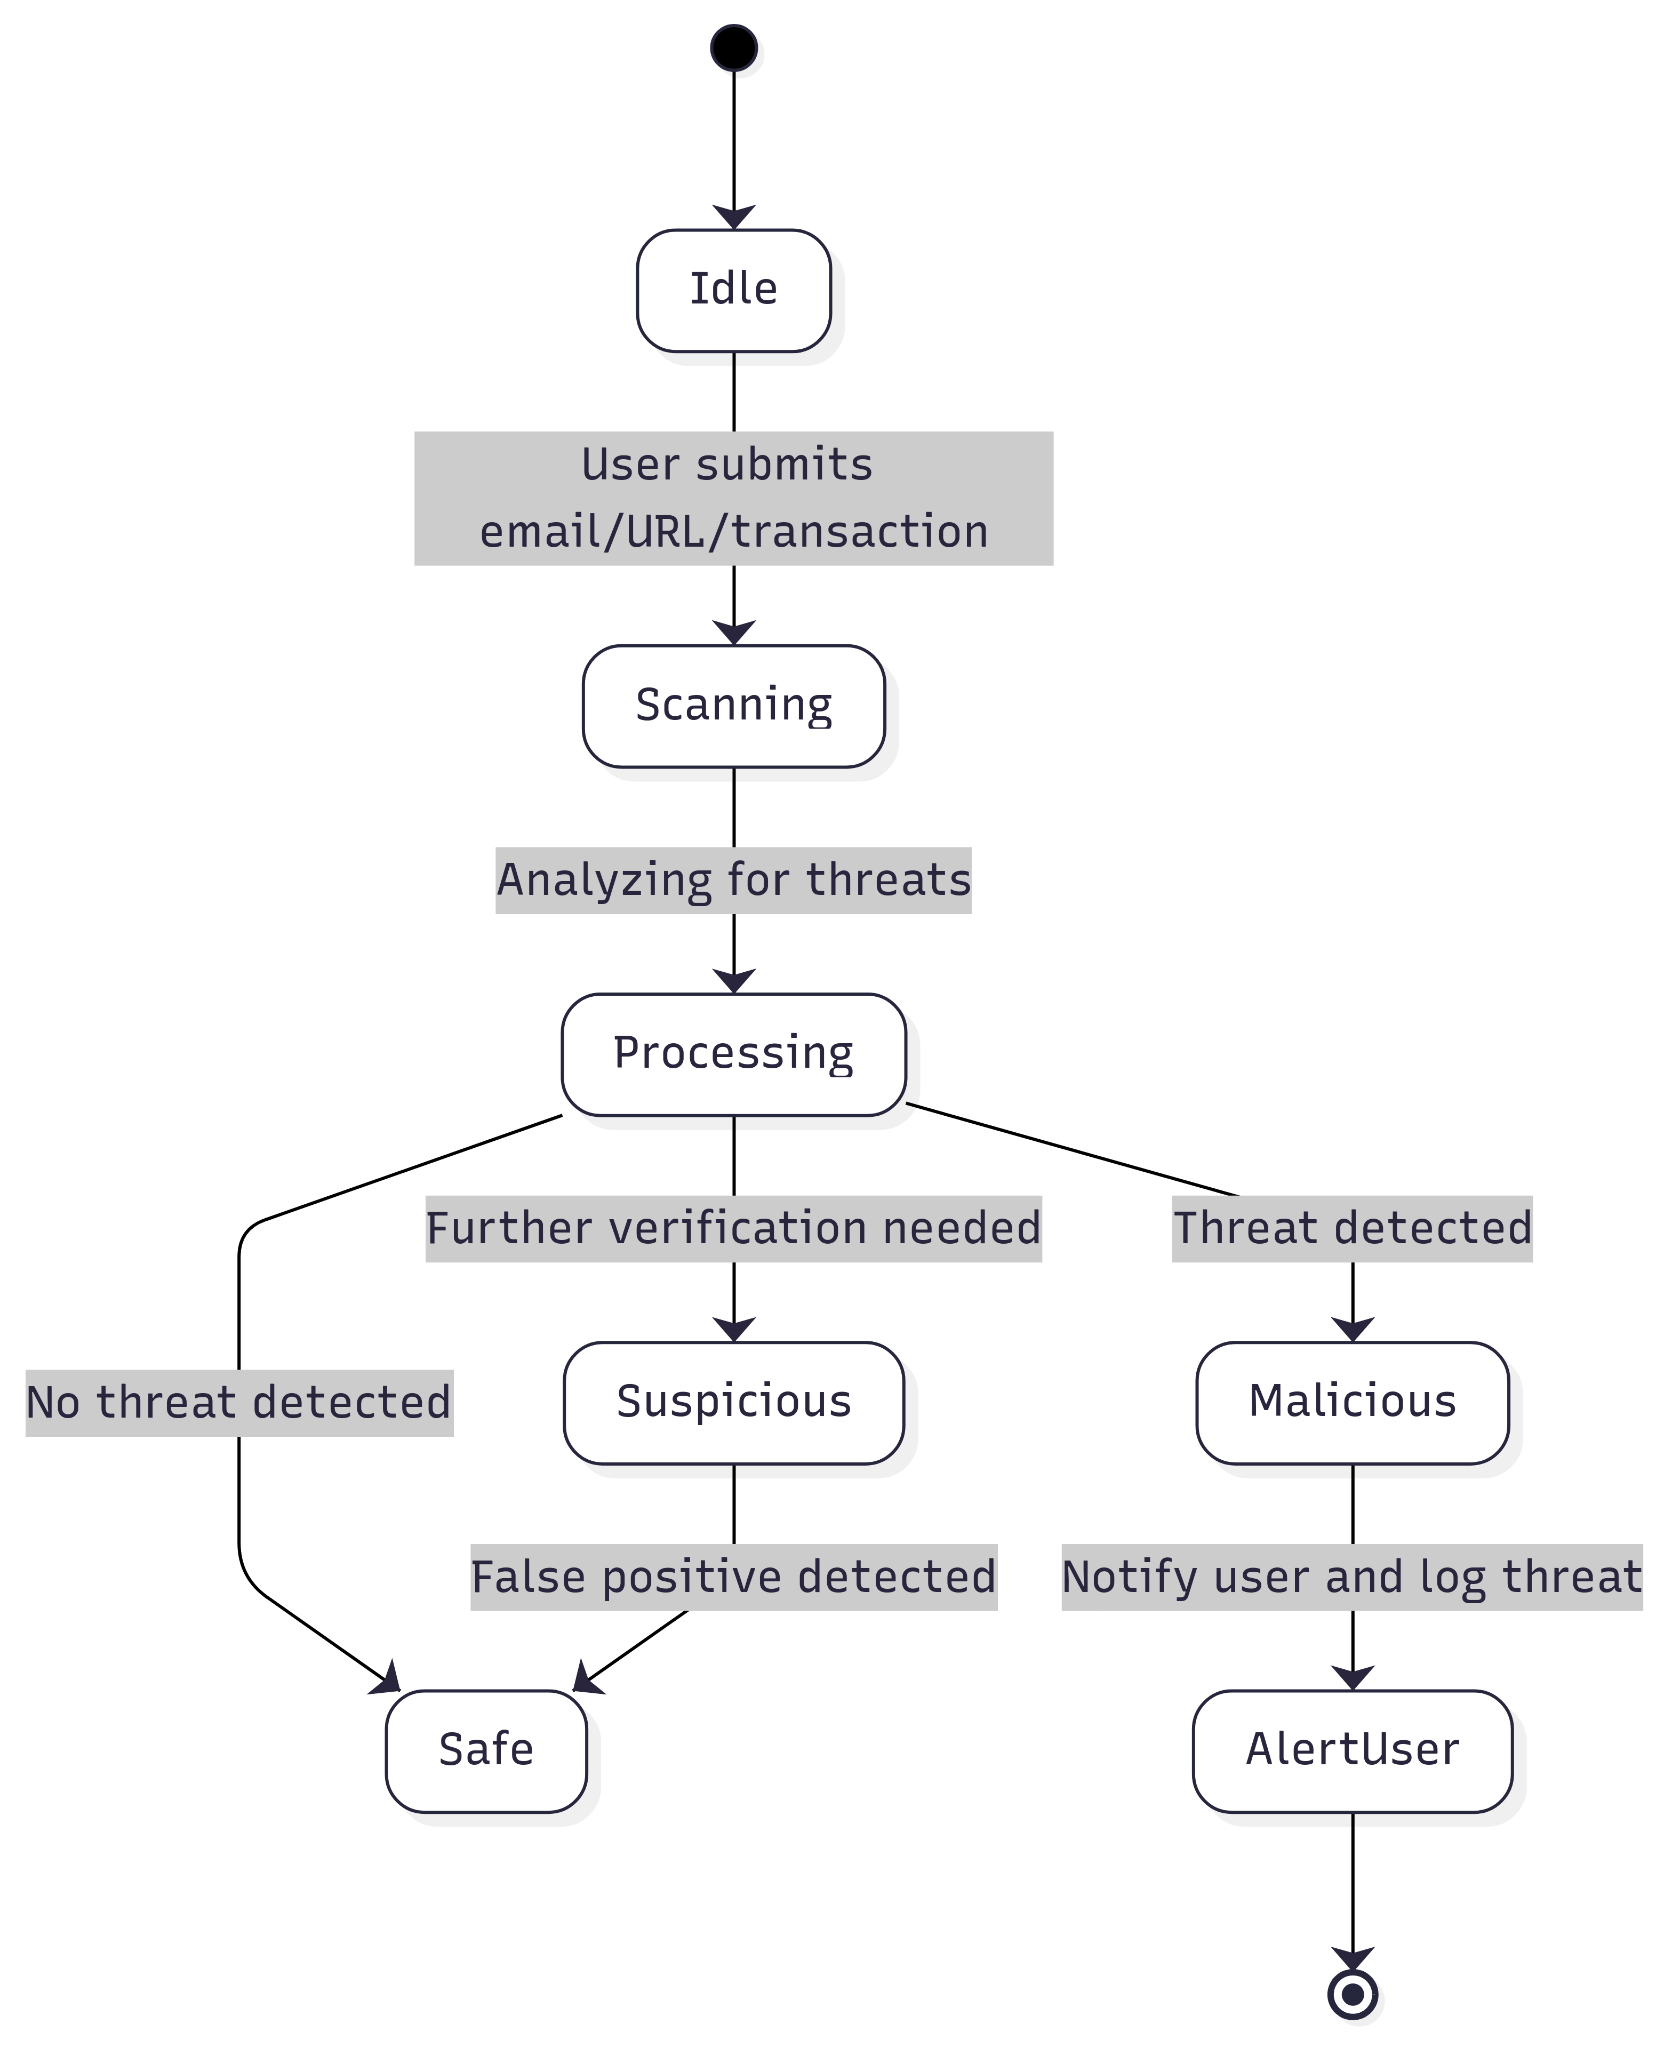 Idle
User submits
email/URL/transaction
Scanning
Analyzing for threats
Processing
Further verification needed
Threat detected
No threat detected
Suspicious
Malicious
False positive detected
Notify user and log threat
Safe
AlertUser